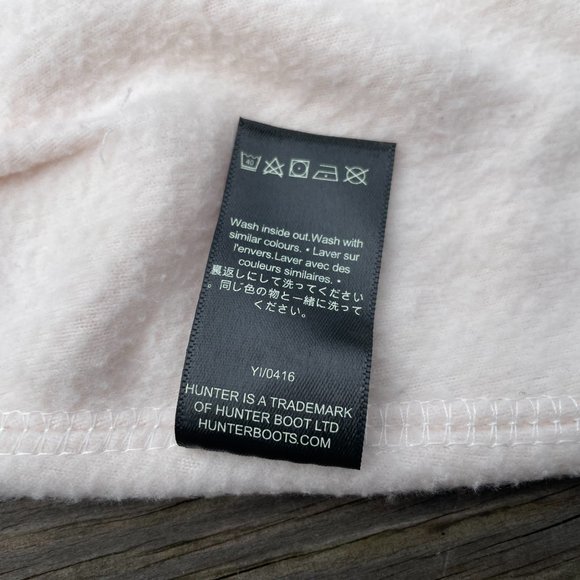 40
Wash inside out.Wash with
similar colours. • Laver sur
l'envers.Laver avec des
couleurs similaires. •
裏返しにして洗ってください
。同じ色の物と一緒に洗って
ください。
YI/0416
HUNTER IS A TRADEMARK
OF HUNTER BOOT LTD
HUNTERBOOTS.COM